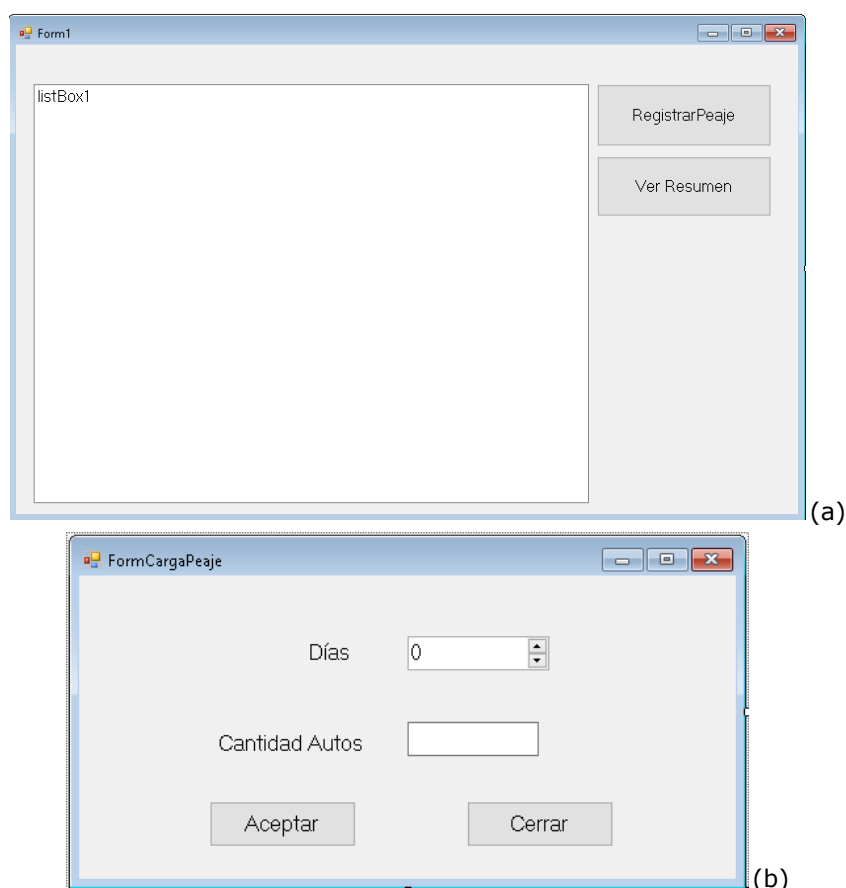 Form1
listBox1
RegistrarPeaje
Ver Resumen
(a)
FormCargaPeaje
Días 0
Cantidad Autos
Aceptar Cerrar
(b)